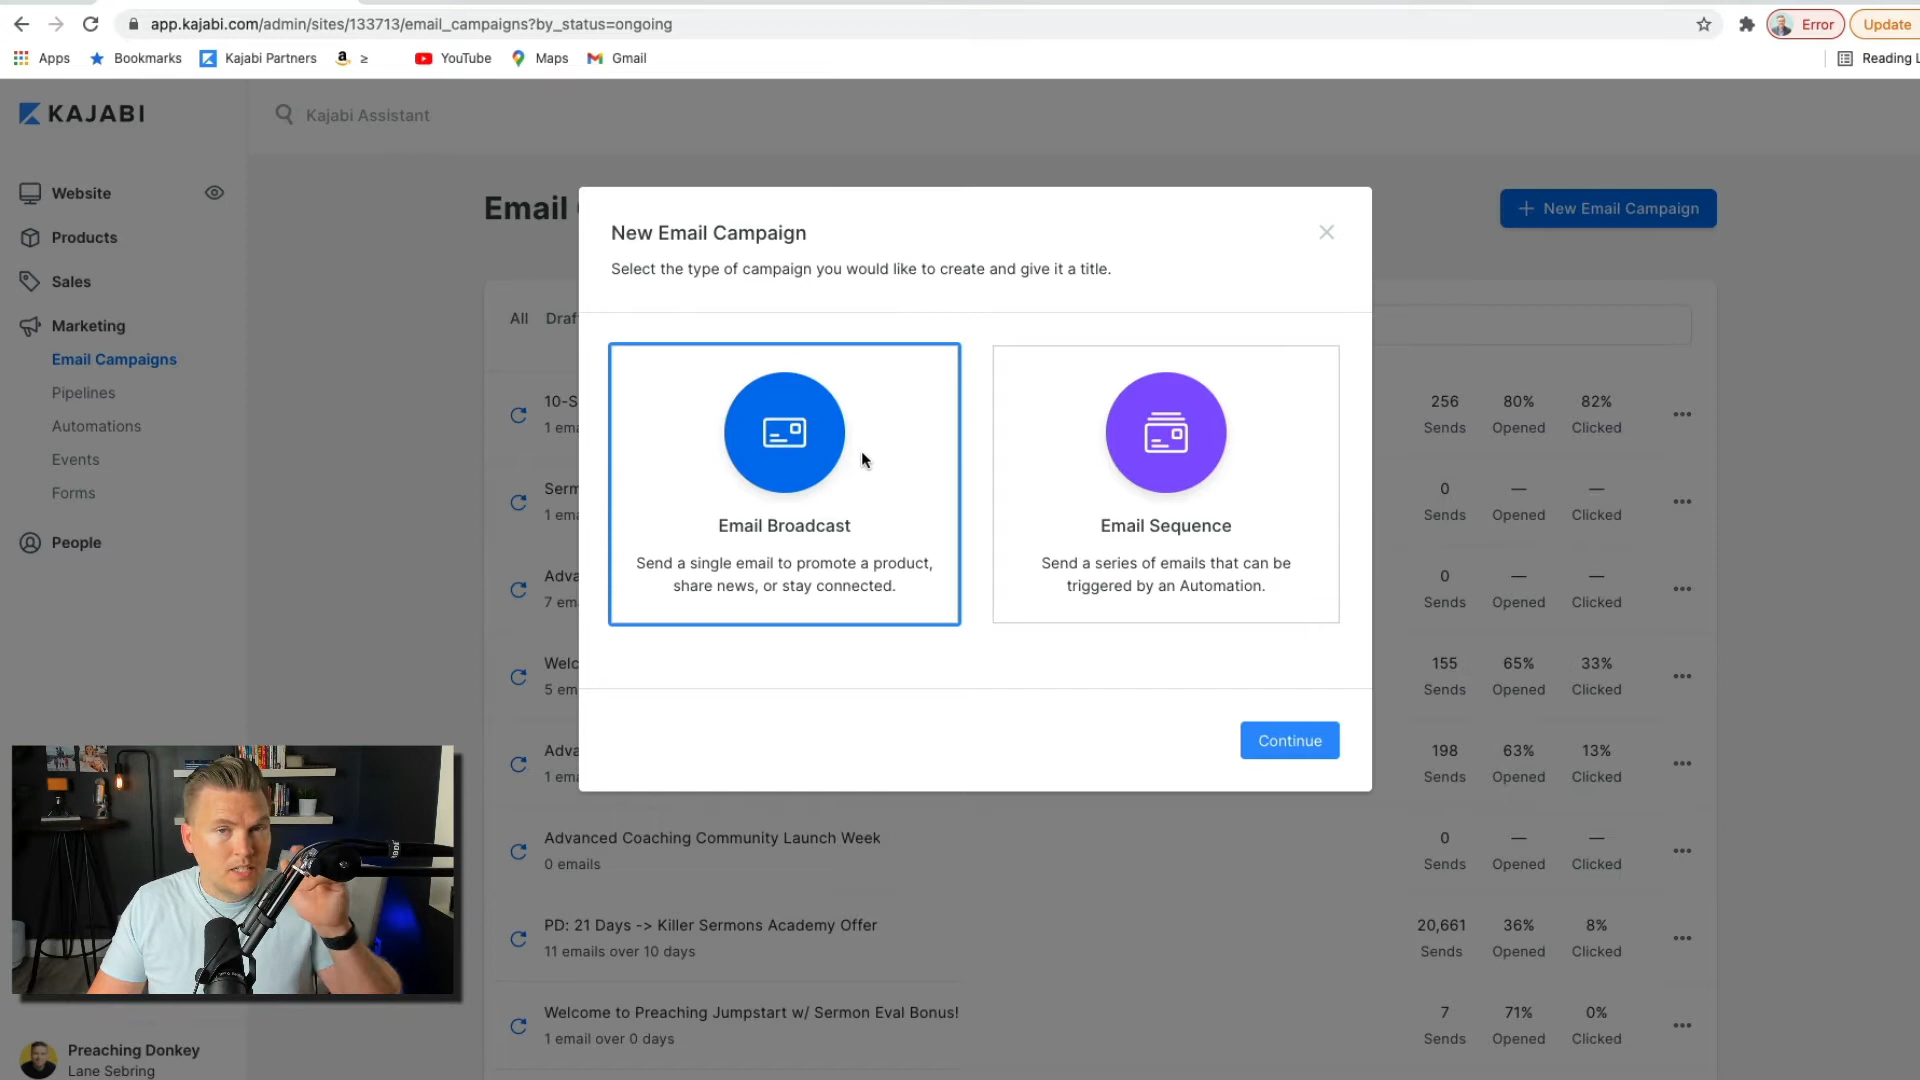 app.kajabi.com/admin/sites/133713/email_campaigns?by_status=ongoing
Error
Update
Apps
Bookmarks
Kajabi Partners
≥
YouTube
Maps
Gmail
Reading L
KAJABI
Kajabi Assistant
Website
Products
Sales
Marketing
Email Campaigns
Pipelines
Automations
Events
Forms
People
Preaching Donkey
Lane Sebring
Email
New Email Campaign
New Email Campaign
Select the type of campaign you would like to create and give it a title.
Email Broadcast
Send a single email to promote a product,
share news, or stay connected.
Email Sequence
Send a series of emails that can be
triggered by an Automation.
Continue
All Draf
10-S 256 80% 82%
1 ema Sends Opened Clicked
Serm 0 — —
1 ema Sends Opened Clicked
Adva 0 — —
7 em Sends Opened Clicked
Welc 155 65% 33%
5 em Sends Opened Clicked
Adva 198 63% 13%
1 ema Sends Opened Clicked
Advanced Coaching Community Launch Week 0 — —
0 emails Sends Opened Clicked
PD: 21 Days -> Killer Sermons Academy Offer 20,661 36% 8%
11 emails over 10 days Sends Opened Clicked
Welcome to Preaching Jumpstart w/ Sermon Eval Bonus! 7 71% 0%
1 email over 0 days Sends Opened Clicked